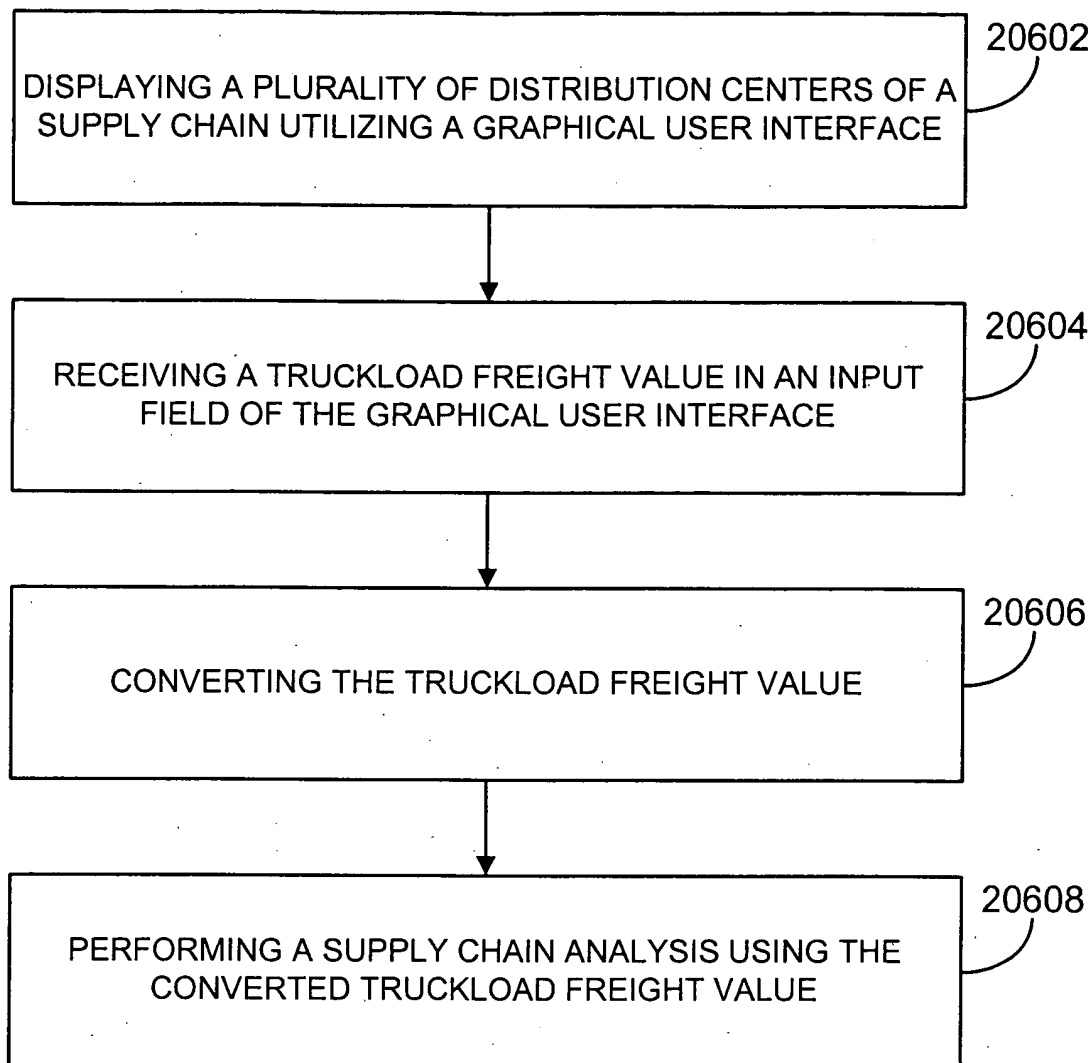 20602
DISPLAYING A PLURALITY OF DISTRIBUTION CENTERS OF A
SUPPLY CHAIN UTILIZING A GRAPHICAL USER INTERFACE
20604
RECEIVING A TRUCKLOAD FREIGHT VALUE IN AN INPUT
FIELD OF THE GRAPHICAL USER INTERFACE
20606
CONVERTING THE TRUCKLOAD FREIGHT VALUE
20608
PERFORMING A SUPPLY CHAIN ANALYSIS USING THE
CONVERTED TRUCKLOAD FREIGHT VALUE